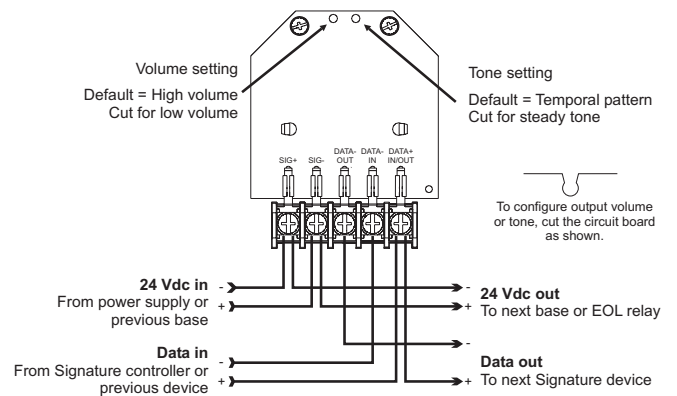 Volume setting
Default = High volume
Cut for low volume
Tone setting
Default = Temporal pattern
Cut for steady tone
SIG+ SIG- DATA- OUT DATA- IN DATA+ IN/OUT
To configure output volume
or tone, cut the circuit board
as shown.
24 Vdc in -
From power supply or +
previous base
- 24 Vdc out
+ To next base or EOL relay
Data in -
From Signature controller or +
previous device
-
Data out
+ To next Signature device